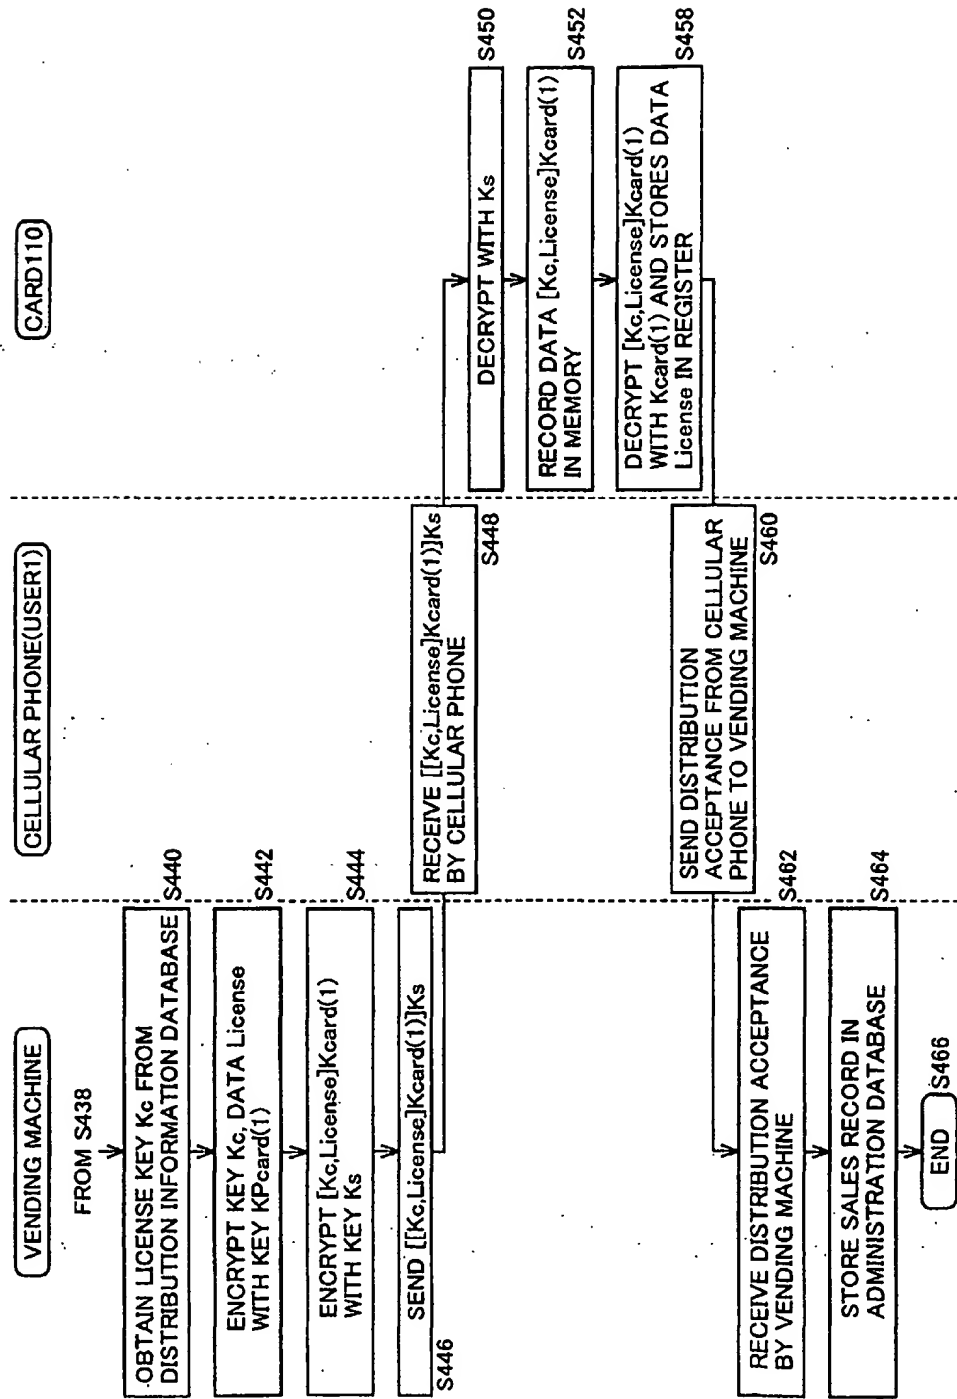 VENDING MACHINE
CELLULAR PHONE(USER1)
CARD110
FROM S438
OBTAIN LICENSE KEY Kc FROM
DISTRIBUTION INFORMATION DATABASE
S440
ENCRYPT KEY Kc, DATA License
WITH KEY KPcard(1)
S442
ENCRYPT [Kc,License]Kcard(1)
WITH KEY Ks
S444
SEND [[Kc,License]Kcard(1)]Ks
S446
RECEIVE [[Kc,License]Kcard(1)]Ks
BY CELLULAR PHONE
S448
DECRYPT WITH Ks
S450
RECORD DATA [Kc,License]Kcard(1)
IN MEMORY
S452
DECRYPT [Kc,License]Kcard(1)
WITH Kcard(1) AND STORES DATA
License IN REGISTER
S458
SEND DISTRIBUTION
ACCEPTANCE FROM CELLULAR
PHONE TO VENDING MACHINE
S460
RECEIVE DISTRIBUTION ACCEPTANCE
BY VENDING MACHINE
S462
STORE SALES RECORD IN
ADMINISTRATION DATABASE
S464
END
S466